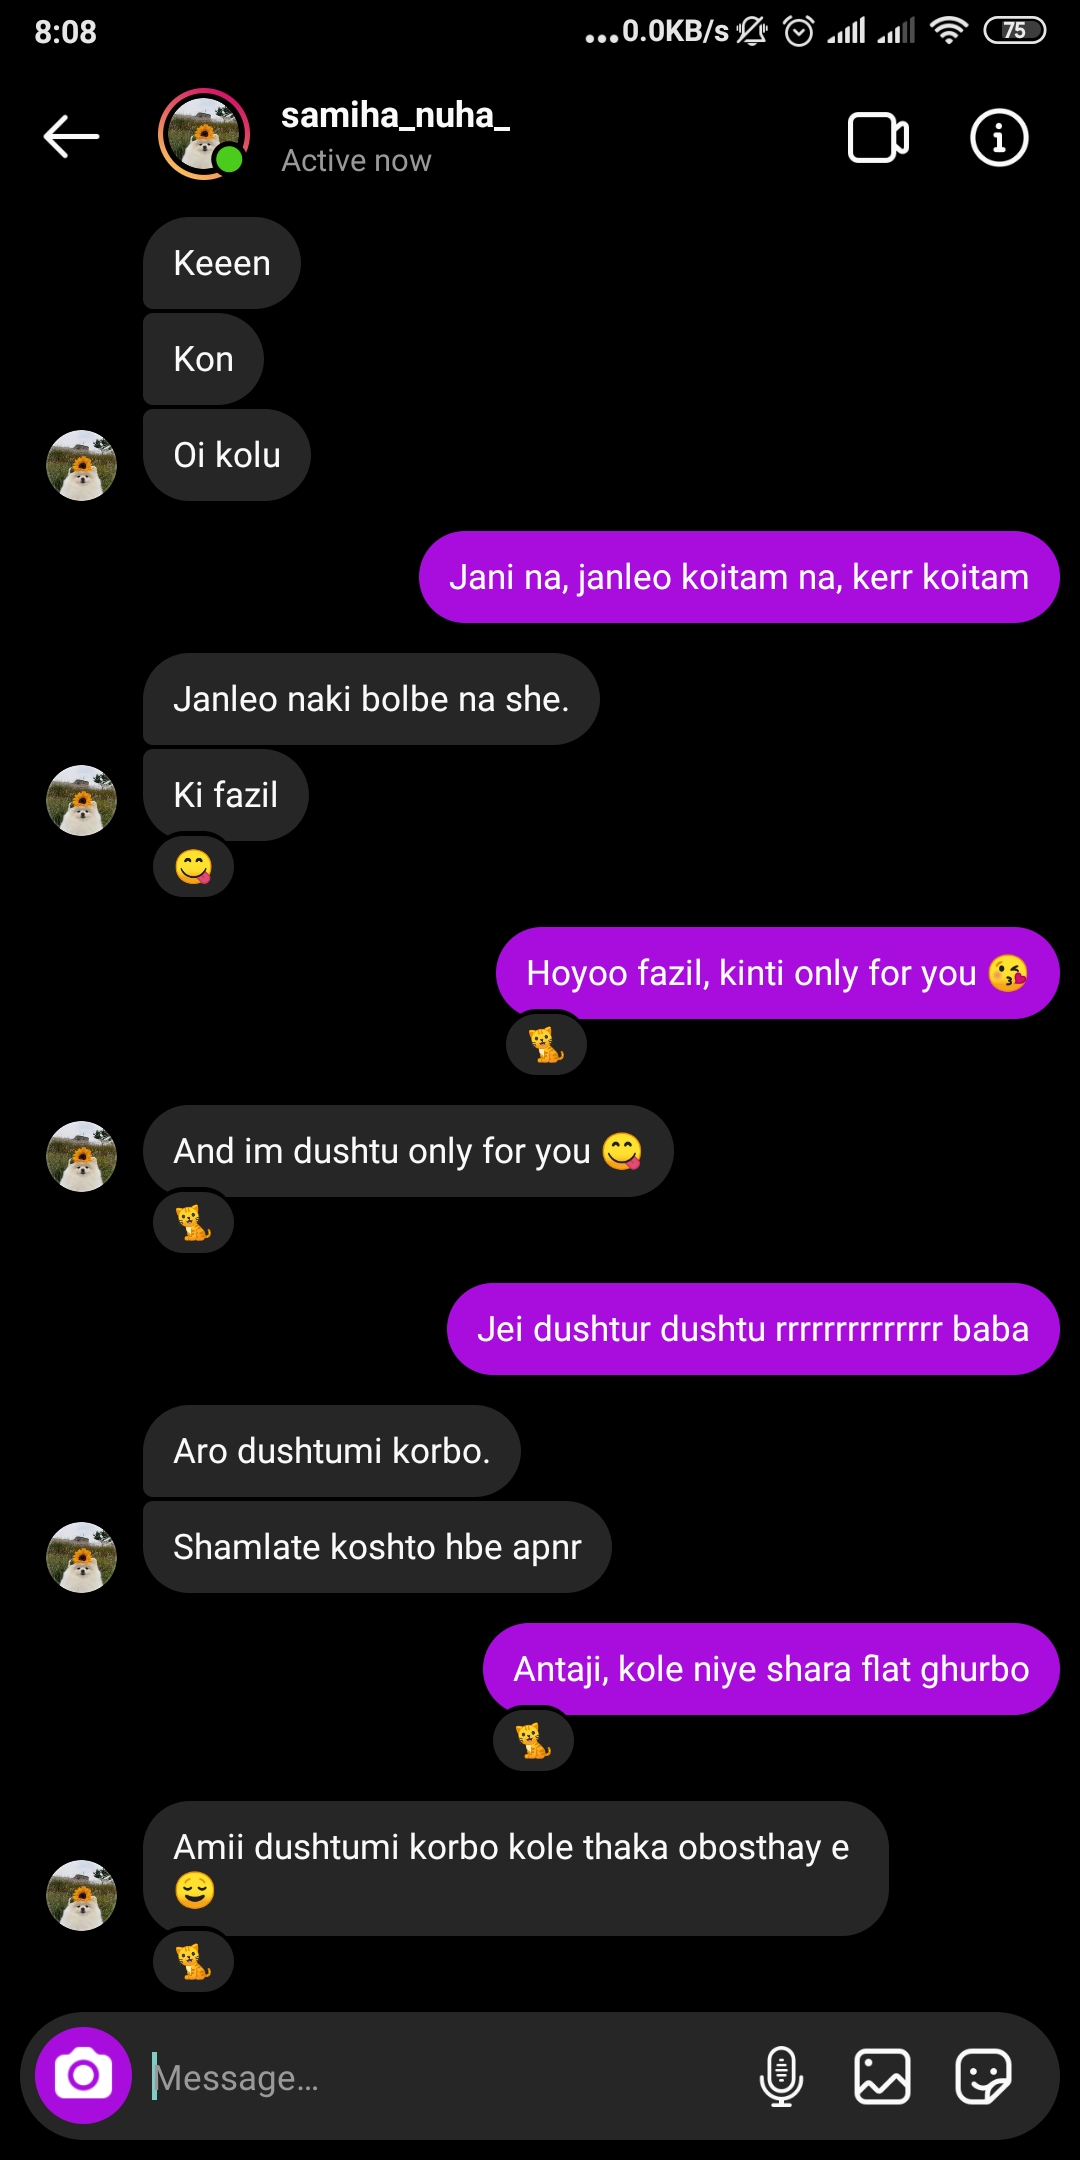 8:08
...0.0KB/s
75
samiha_nuha_
Active now
Keeen
Kon
Oi kolu
Jani na, janleo koitam na, kerr koitam
Janleo naki bolbe na she.
Ki fazil
😋
Hoyoo fazil, kinti only for you 😘
🐈
And im dushtu only for you 😋
🐈
Jei dushtur dushtu rrrrrrrrrrrrrr baba
Aro dushtumi korbo.
Shamlate koshto hbe apnr
Antaji, kole niye shara flat ghurbo
🐈
Amii dushtumi korbo kole thaka obosthay e
😌
🐈
Message...